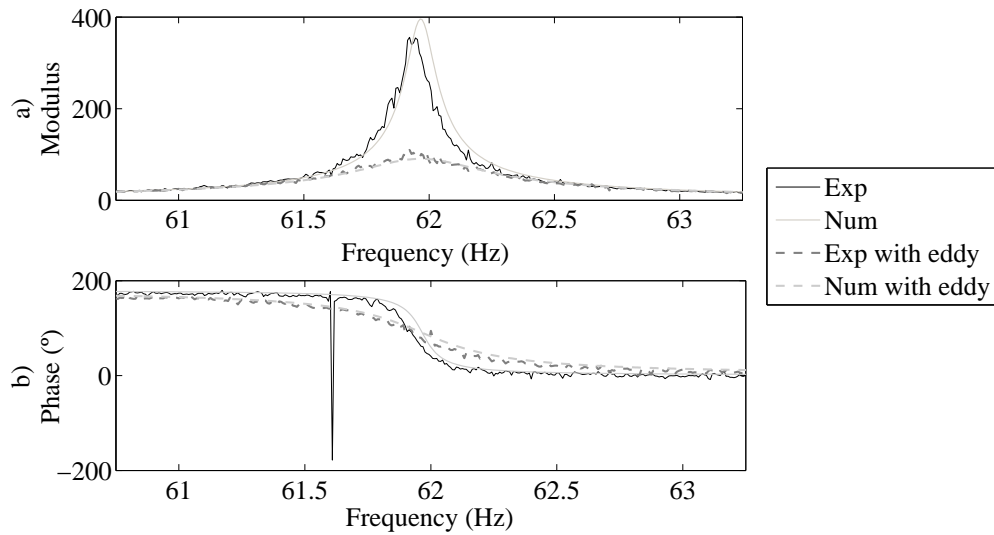 400
200
0
a)
Modulus
61
61.5
62
62.5
63
Frequency (Hz)
Exp
Num
Exp with eddy
Num with eddy
200
0
−200
b)
Phase (º)
61
61.5
62
62.5
63
Frequency (Hz)